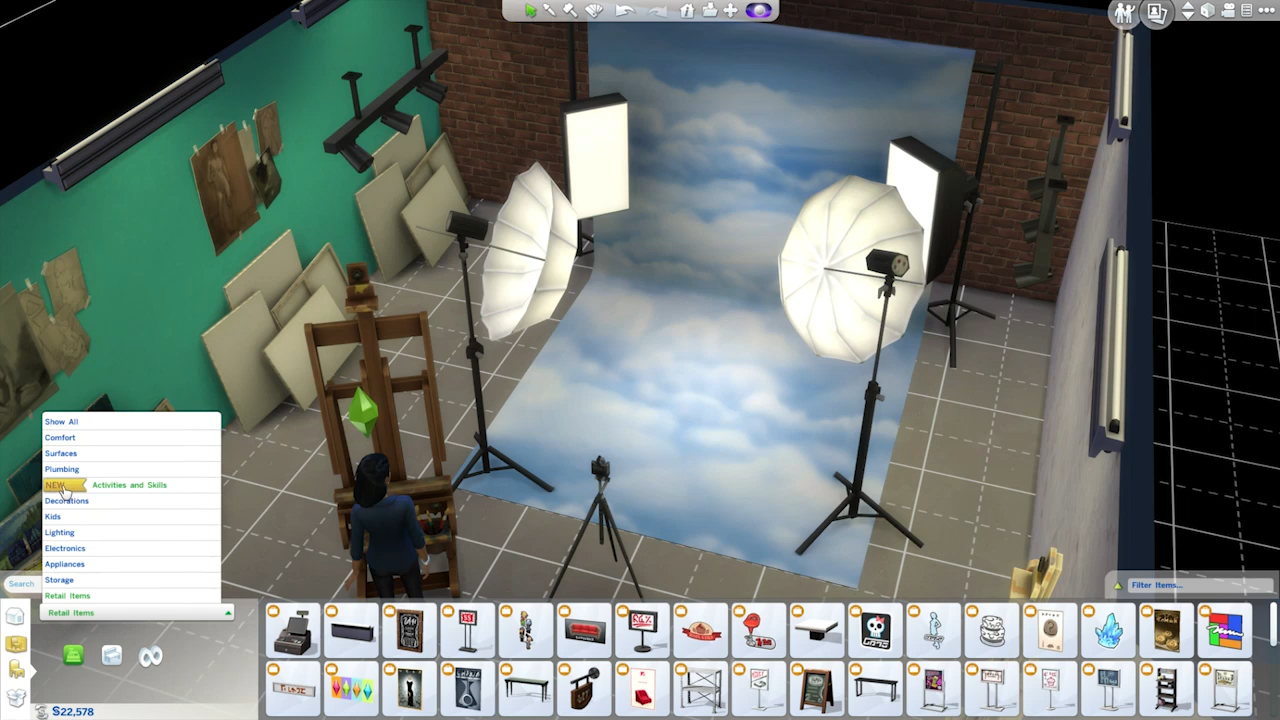 Show All
Comfort
Surfaces
Plumbing
NEW Activities and Skills
Decorations
Kids
Lighting
Electronics
Appliances
Storage
Retail Items
Search
Retail Items
Filter Items...
§22,578